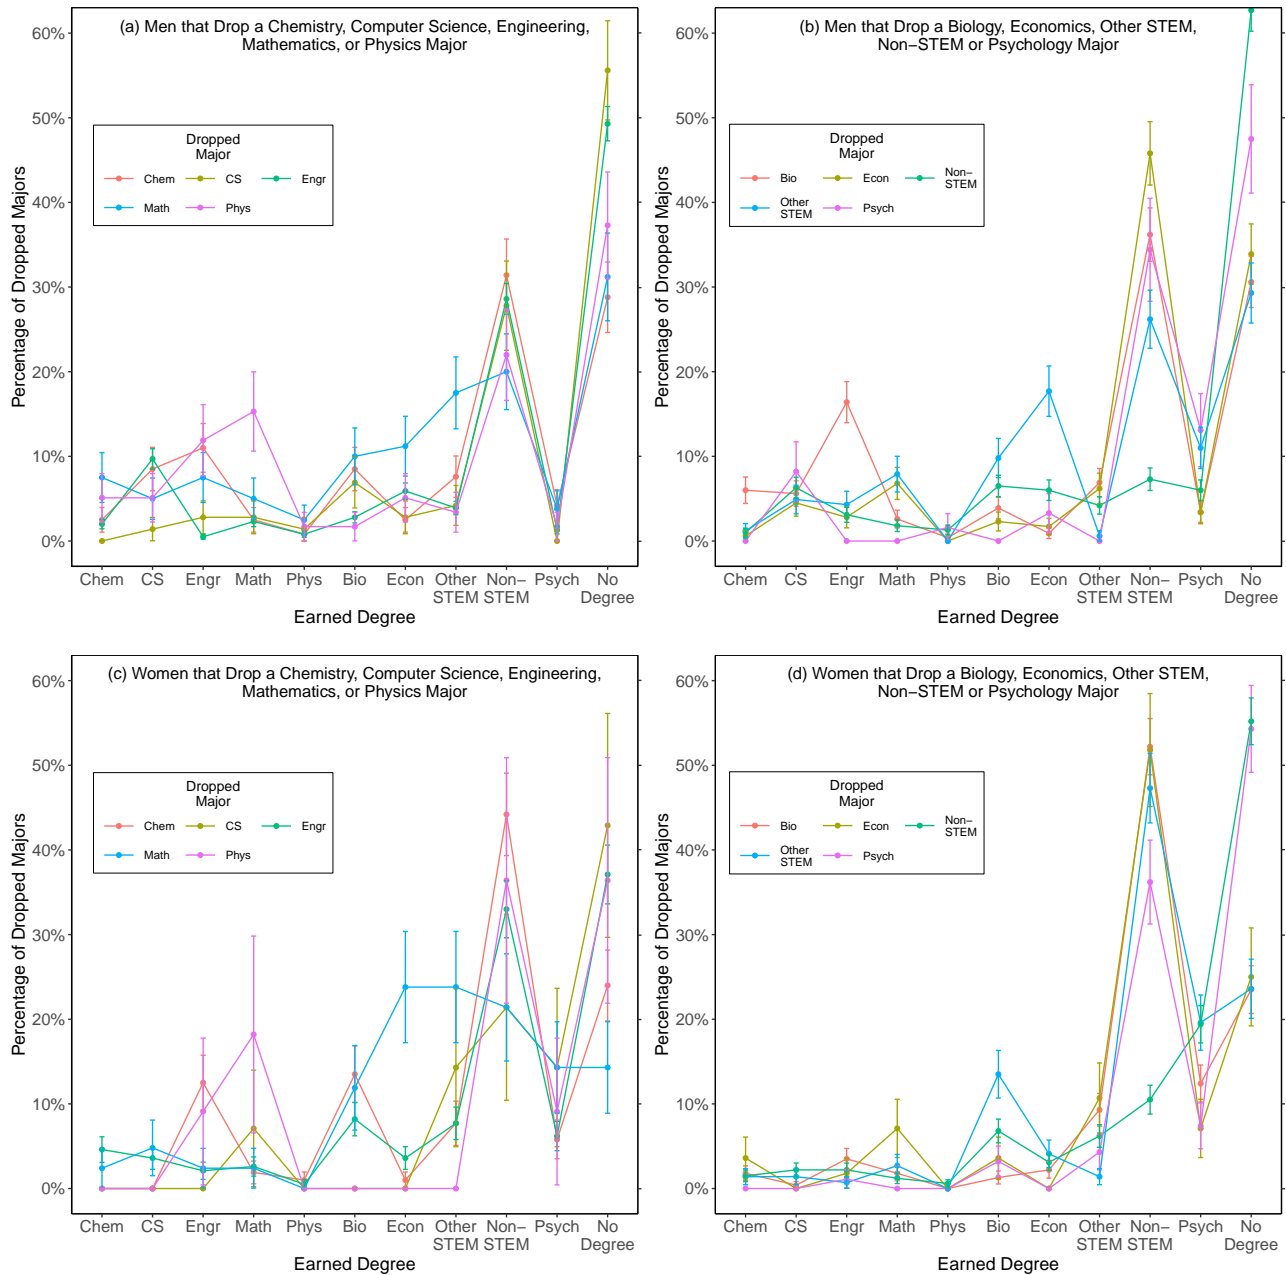 (a) Men that Drop a Chemistry, Computer Science, Engineering,
Mathematics, or Physics Major
Percentage of Dropped Majors
60%
50%
40%
30%
20%
10%
0%
Dropped
Major
Chem
CS
Engr
Math
Phys
Chem
CS
Engr
Math
Phys
Bio
Econ
Other
STEM
Non−
STEM
Psych
No
Degree
Earned Degree
(b) Men that Drop a Biology, Economics, Other STEM,
Non−STEM or Psychology Major
Percentage of Dropped Majors
60%
50%
40%
30%
20%
10%
0%
Dropped
Major
Bio
Econ
Non−
STEM
Other
STEM
Psych
Chem
CS
Engr
Math
Phys
Bio
Econ
Other
STEM
Non−
STEM
Psych
No
Degree
Earned Degree
(c) Women that Drop a Chemistry, Computer Science, Engineering,
Mathematics, or Physics Major
Percentage of Dropped Majors
60%
50%
40%
30%
20%
10%
0%
Dropped
Major
Chem
CS
Engr
Math
Phys
Chem
CS
Engr
Math
Phys
Bio
Econ
Other
STEM
Non−
STEM
Psych
No
Degree
Earned Degree
(d) Women that Drop a Biology, Economics, Other STEM,
Non−STEM or Psychology Major
Percentage of Dropped Majors
60%
50%
40%
30%
20%
10%
0%
Dropped
Major
Bio
Econ
Non−
STEM
Other
STEM
Psych
Chem
CS
Engr
Math
Phys
Bio
Econ
Other
STEM
Non−
STEM
Psych
No
Degree
Earned Degree